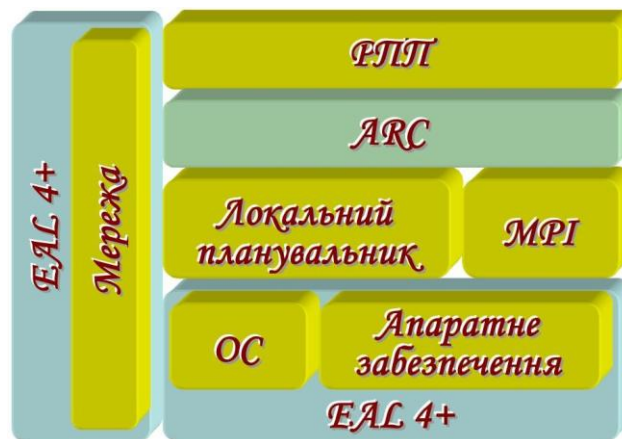 EAL 4+
Мережа
РПП
ARC
Локальний
планувальник
MPI
ОС
Апаратне
забезпечення
EAL 4+